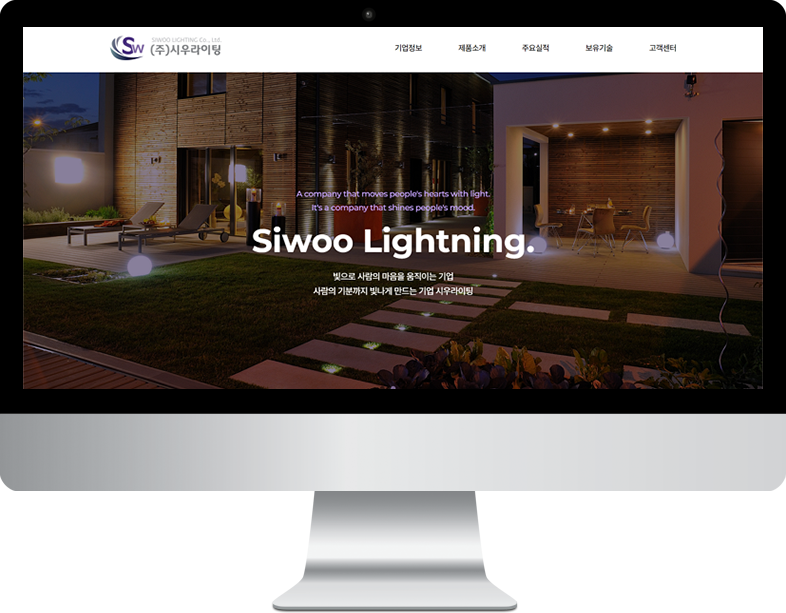 SW
SIWOO LIGHTING Co., Ltd.
(주)시우라이팅
기업정보 제품소개 주요실적 보유기술 고객센터
A company that moves people's hearts with light.
It's a company that shines people's mood.
Siwoo Lightning.
빛으로 사람의 마음을 움직이는 기업
사람의 기분까지 빛나게 만드는 기업 시우라이팅